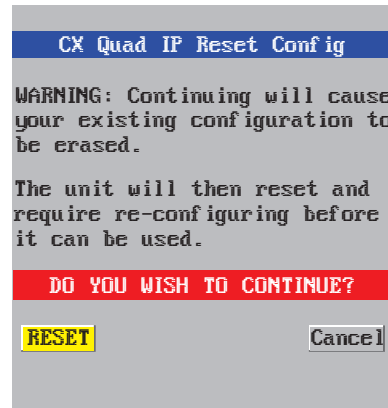 CX Quad IP Reset Config
WARNING: Continuing will cause
your existing configuration to
be erased.
The unit will then reset and
require re-configuring before
it can be used.
DO YOU WISH TO CONTINUE?
RESET
Cancel